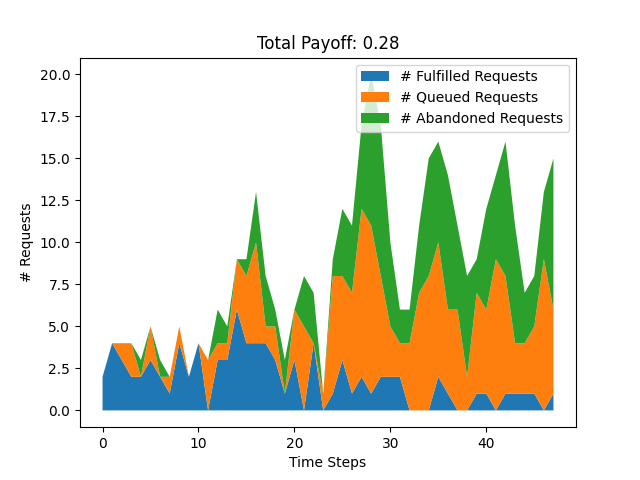 Total Payoff: 0.28
# Fulfilled Requests
# Queued Requests
# Abandoned Requests
20.0
17.5
15.0
12.5
10.0
7.5
5.0
2.5
0.0
# Requests
0 10 20 30 40
Time Steps